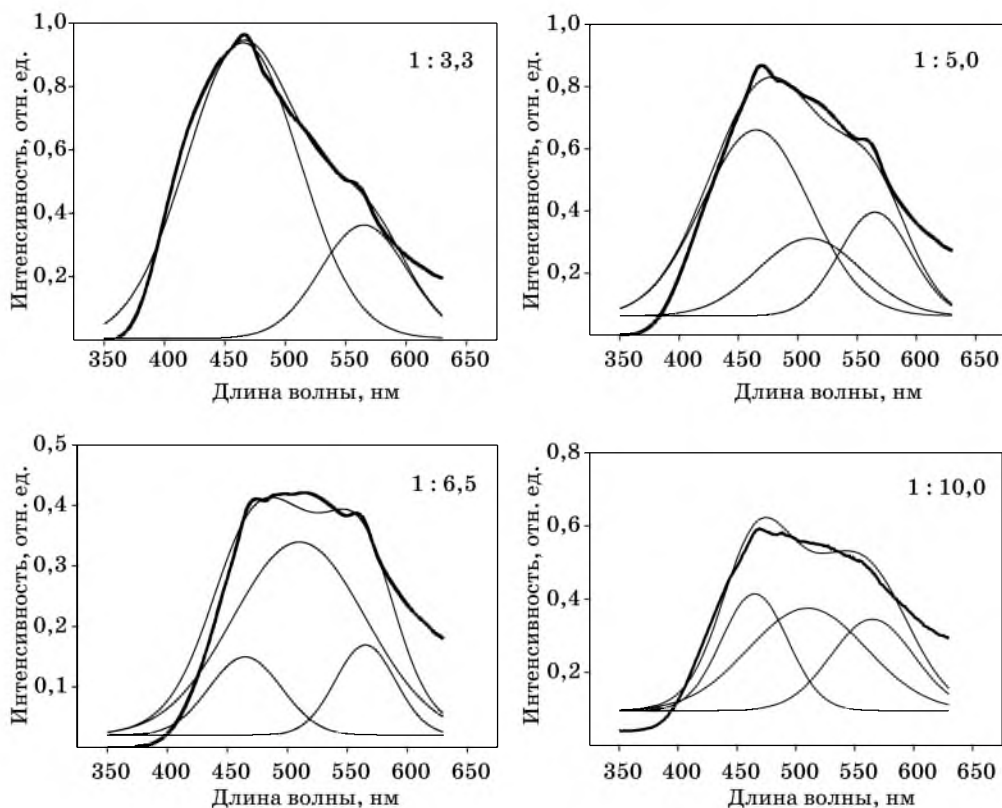 1,0
0,8
0,6
0,4
0,2
Интенсивность, отн. ед.
1 : 3,3
350 400 450 500 550 600 650
Длина волны, нм
1,0
0,8
0,6
0,4
0,2
Интенсивность, отн. ед.
1 : 5,0
350 400 450 500 550 600 650
Длина волны, нм
0,5
0,4
0,3
0,2
0,1
Интенсивность, отн. ед.
1 : 6,5
350 400 450 500 550 600 650
Длина волны, нм
0,8
0,6
0,4
0,2
Интенсивность, отн. ед.
1 : 10,0
350 400 450 500 550 600 650
Длина волны, нм